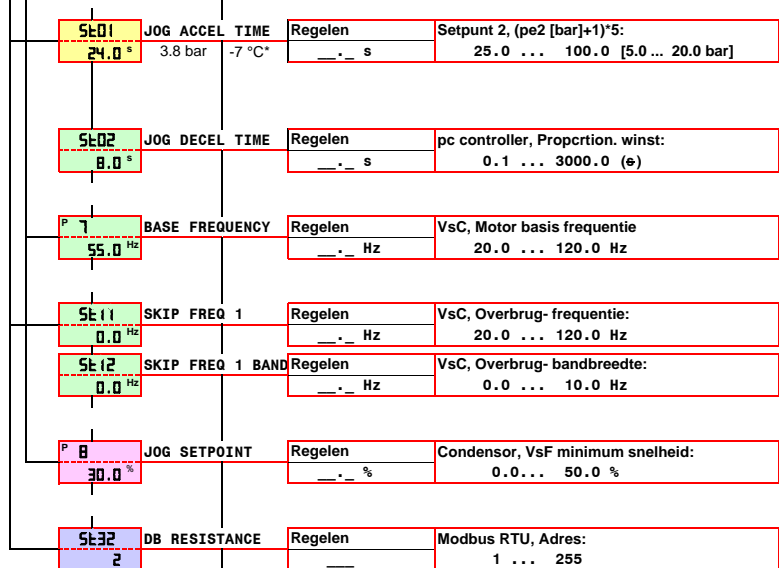 St01 JOG ACCEL TIME Regelen Setpunt 2, (pe2 [bar]+1)*5:
24.0 s 3.8 bar -7 °C* __._ s 25.0 ... 100.0 [5.0 ... 20.0 bar]
St02 JOG DECEL TIME Regelen pc controller, Propcrtion. winst:
8.0 s __._ s 0.1 ... 3000.0 (s)
P 7 BASE FREQUENCY Regelen VsC, Motor basis frequentie
55.0 Hz __._ Hz 20.0 ... 120.0 Hz
St11 SKIP FREQ 1 Regelen VsC, Overbrug- frequentie:
0.0 Hz __._ Hz 20.0 ... 120.0 Hz
St12 SKIP FREQ 1 BAND Regelen VsC, Overbrug- bandbreedte:
0.0 Hz __._ Hz 0.0 ... 10.0 Hz
P 8 JOG SETPOINT Regelen Condensor, VsF minimum snelheid:
30.0 % __._ % 0.0... 50.0 %
St32 DB RESISTANCE Regelen Modbus RTU, Adres:
2 ___ 1 ... 255